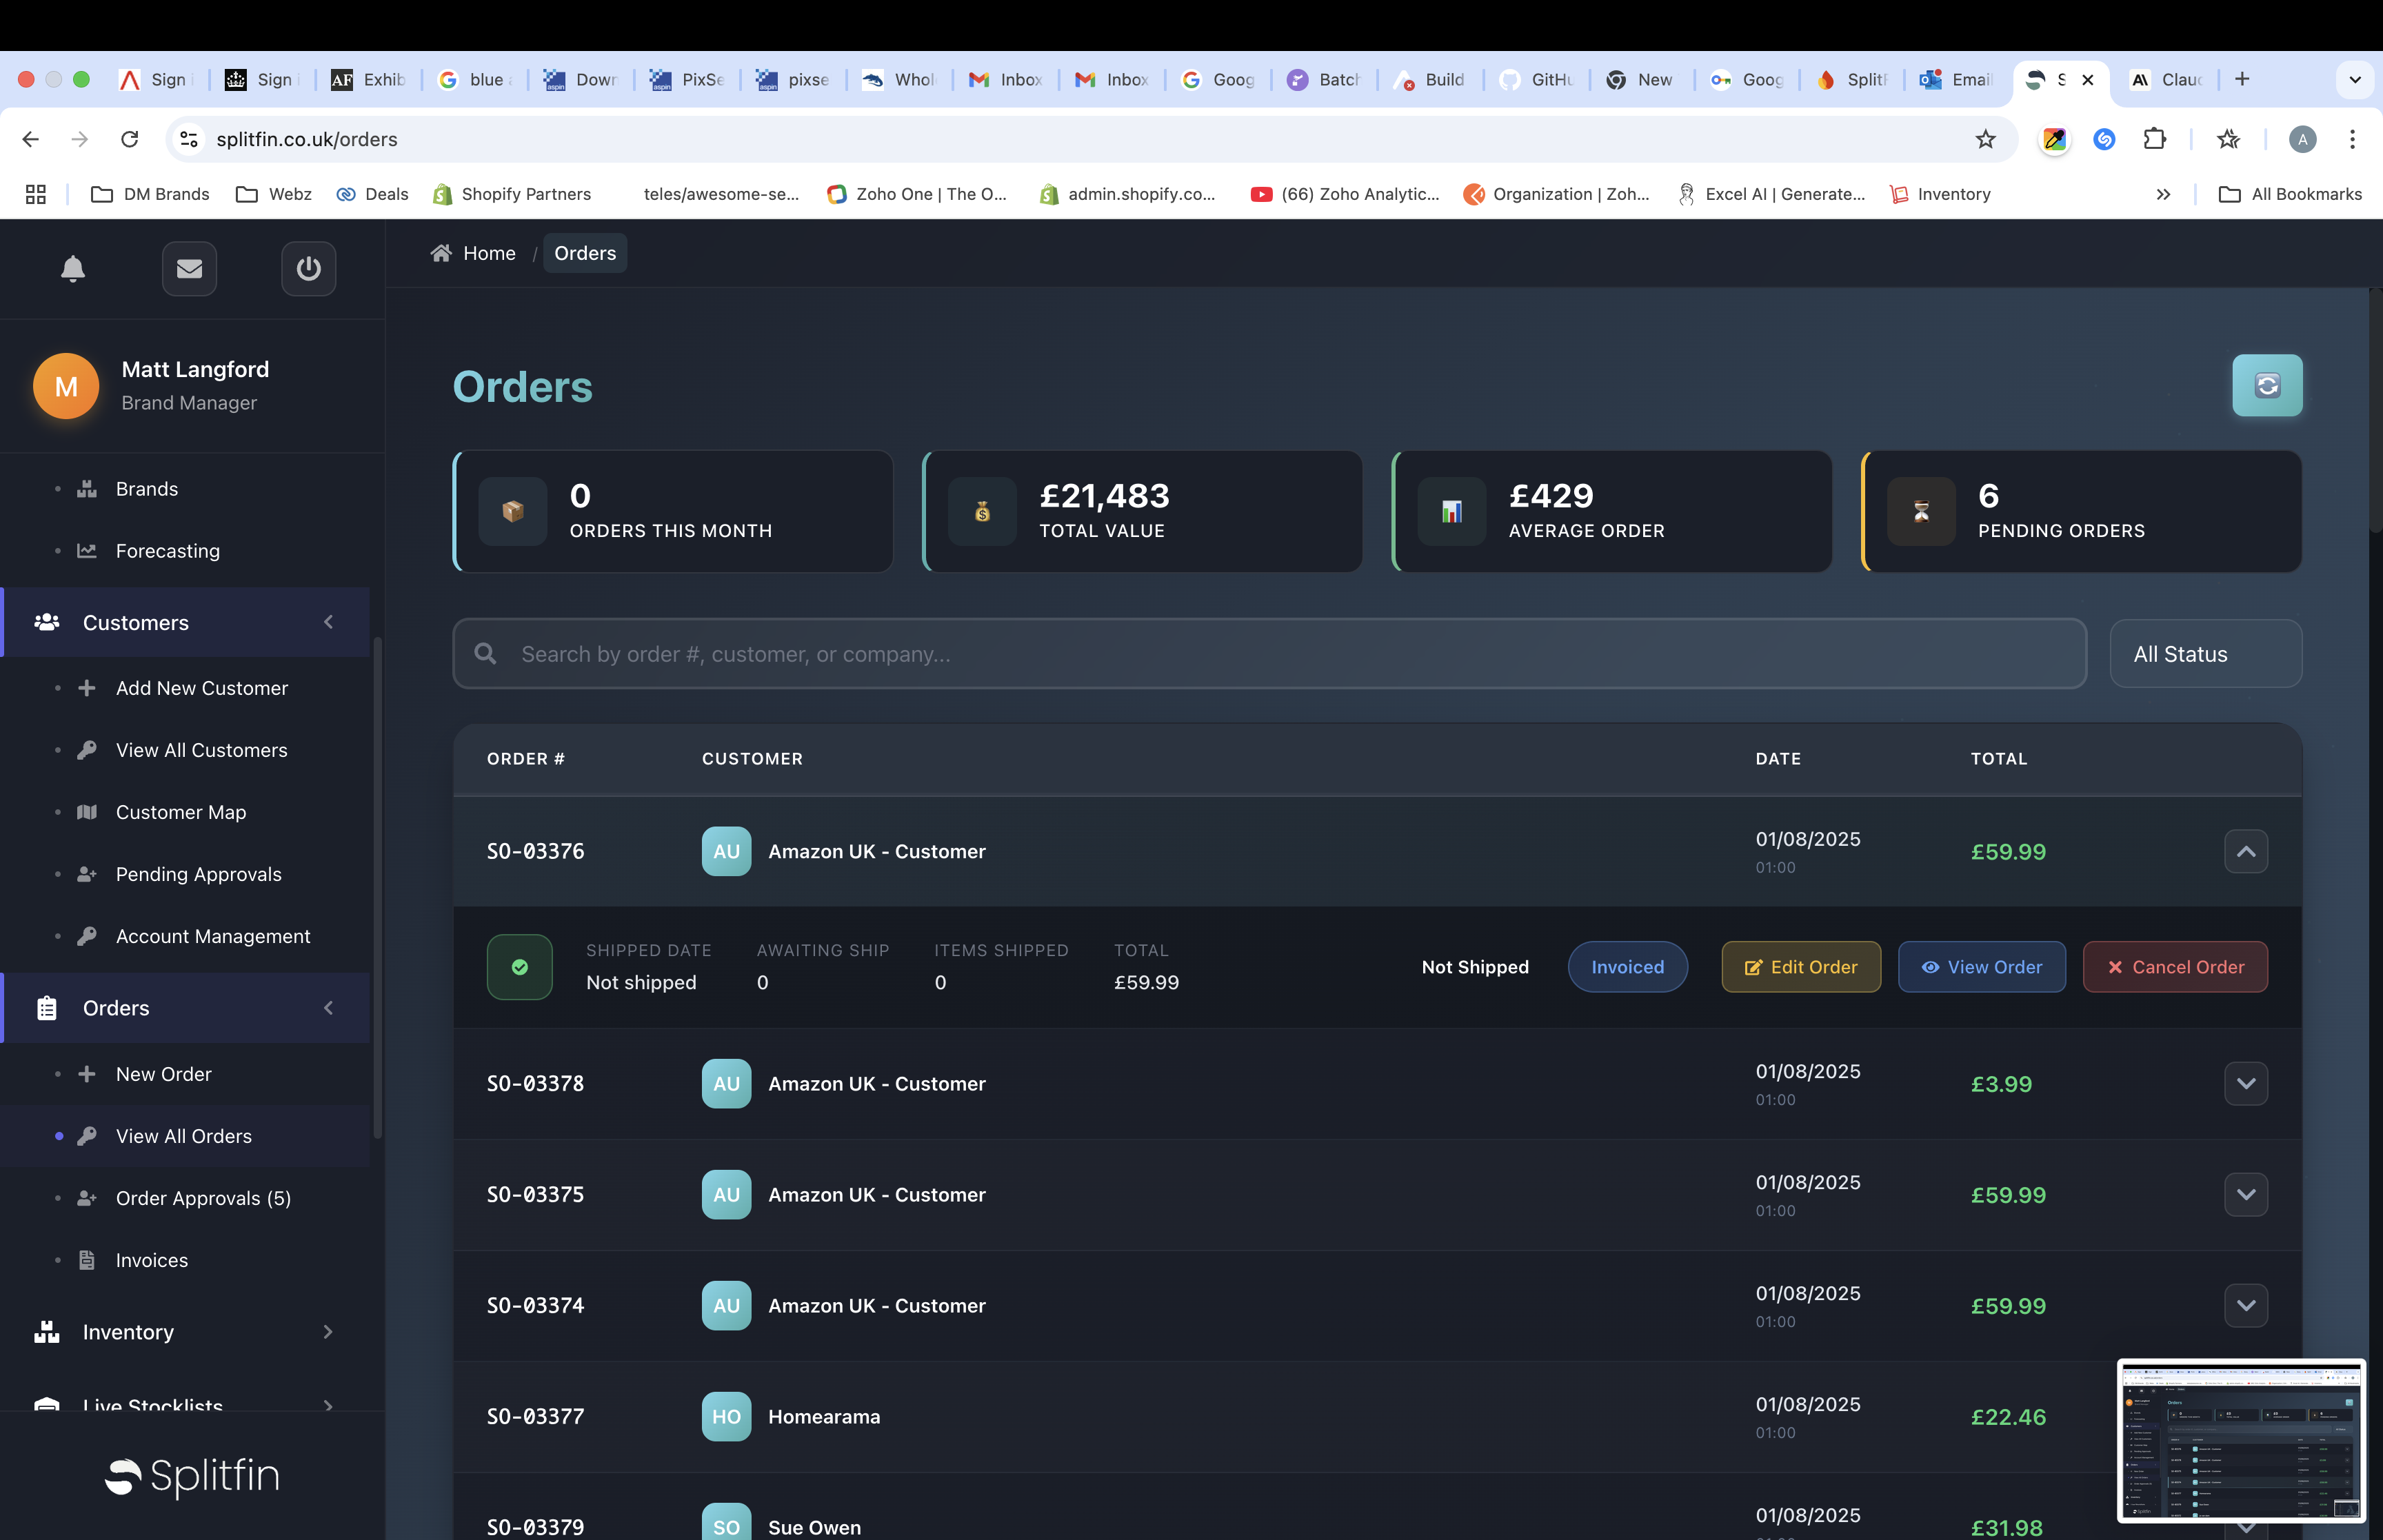 Sign i
Sign i
AF Exhib
blue a
Down
PixSe
pixse
Whol
Inbox
Inbox
Goog
Batch
Build
GitHu
New
Goog
SplitF
Email
S
Clauc
splitfin.co.uk/orders
A
DM Brands
Webz
Deals
Shopify Partners
teles/awesome-se...
Zoho One | The O...
admin.shopify.co...
(66) Zoho Analytic...
Organization | Zoh...
Excel AI | Generate...
Inventory
All Bookmarks
Home / Orders
M
Matt Langford
Brand Manager
Brands
Forecasting
Customers
Add New Customer
View All Customers
Customer Map
Pending Approvals
Account Management
Orders
New Order
View All Orders
Order Approvals (5)
Invoices
Inventory
Live Stocklists
Splitfin
Orders
0
ORDERS THIS MONTH
£21,483
TOTAL VALUE
£429
AVERAGE ORDER
6
PENDING ORDERS
Search by order #, customer, or company...
All Status
ORDER # CUSTOMER DATE TOTAL
SO-03376 AU Amazon UK - Customer 01/08/2025 £59.99
01:00
SHIPPED DATE AWAITING SHIP ITEMS SHIPPED TOTAL
Not shipped 0 0 £59.99
Not Shipped Invoiced Edit Order View Order Cancel Order
SO-03378 AU Amazon UK - Customer 01/08/2025 £3.99
01:00
SO-03375 AU Amazon UK - Customer 01/08/2025 £59.99
01:00
SO-03374 AU Amazon UK - Customer 01/08/2025 £59.99
01:00
SO-03377 HO Homearama 01/08/2025 £22.46
01:00
SO-03379 SO Sue Owen 01/08/2025 £31.98